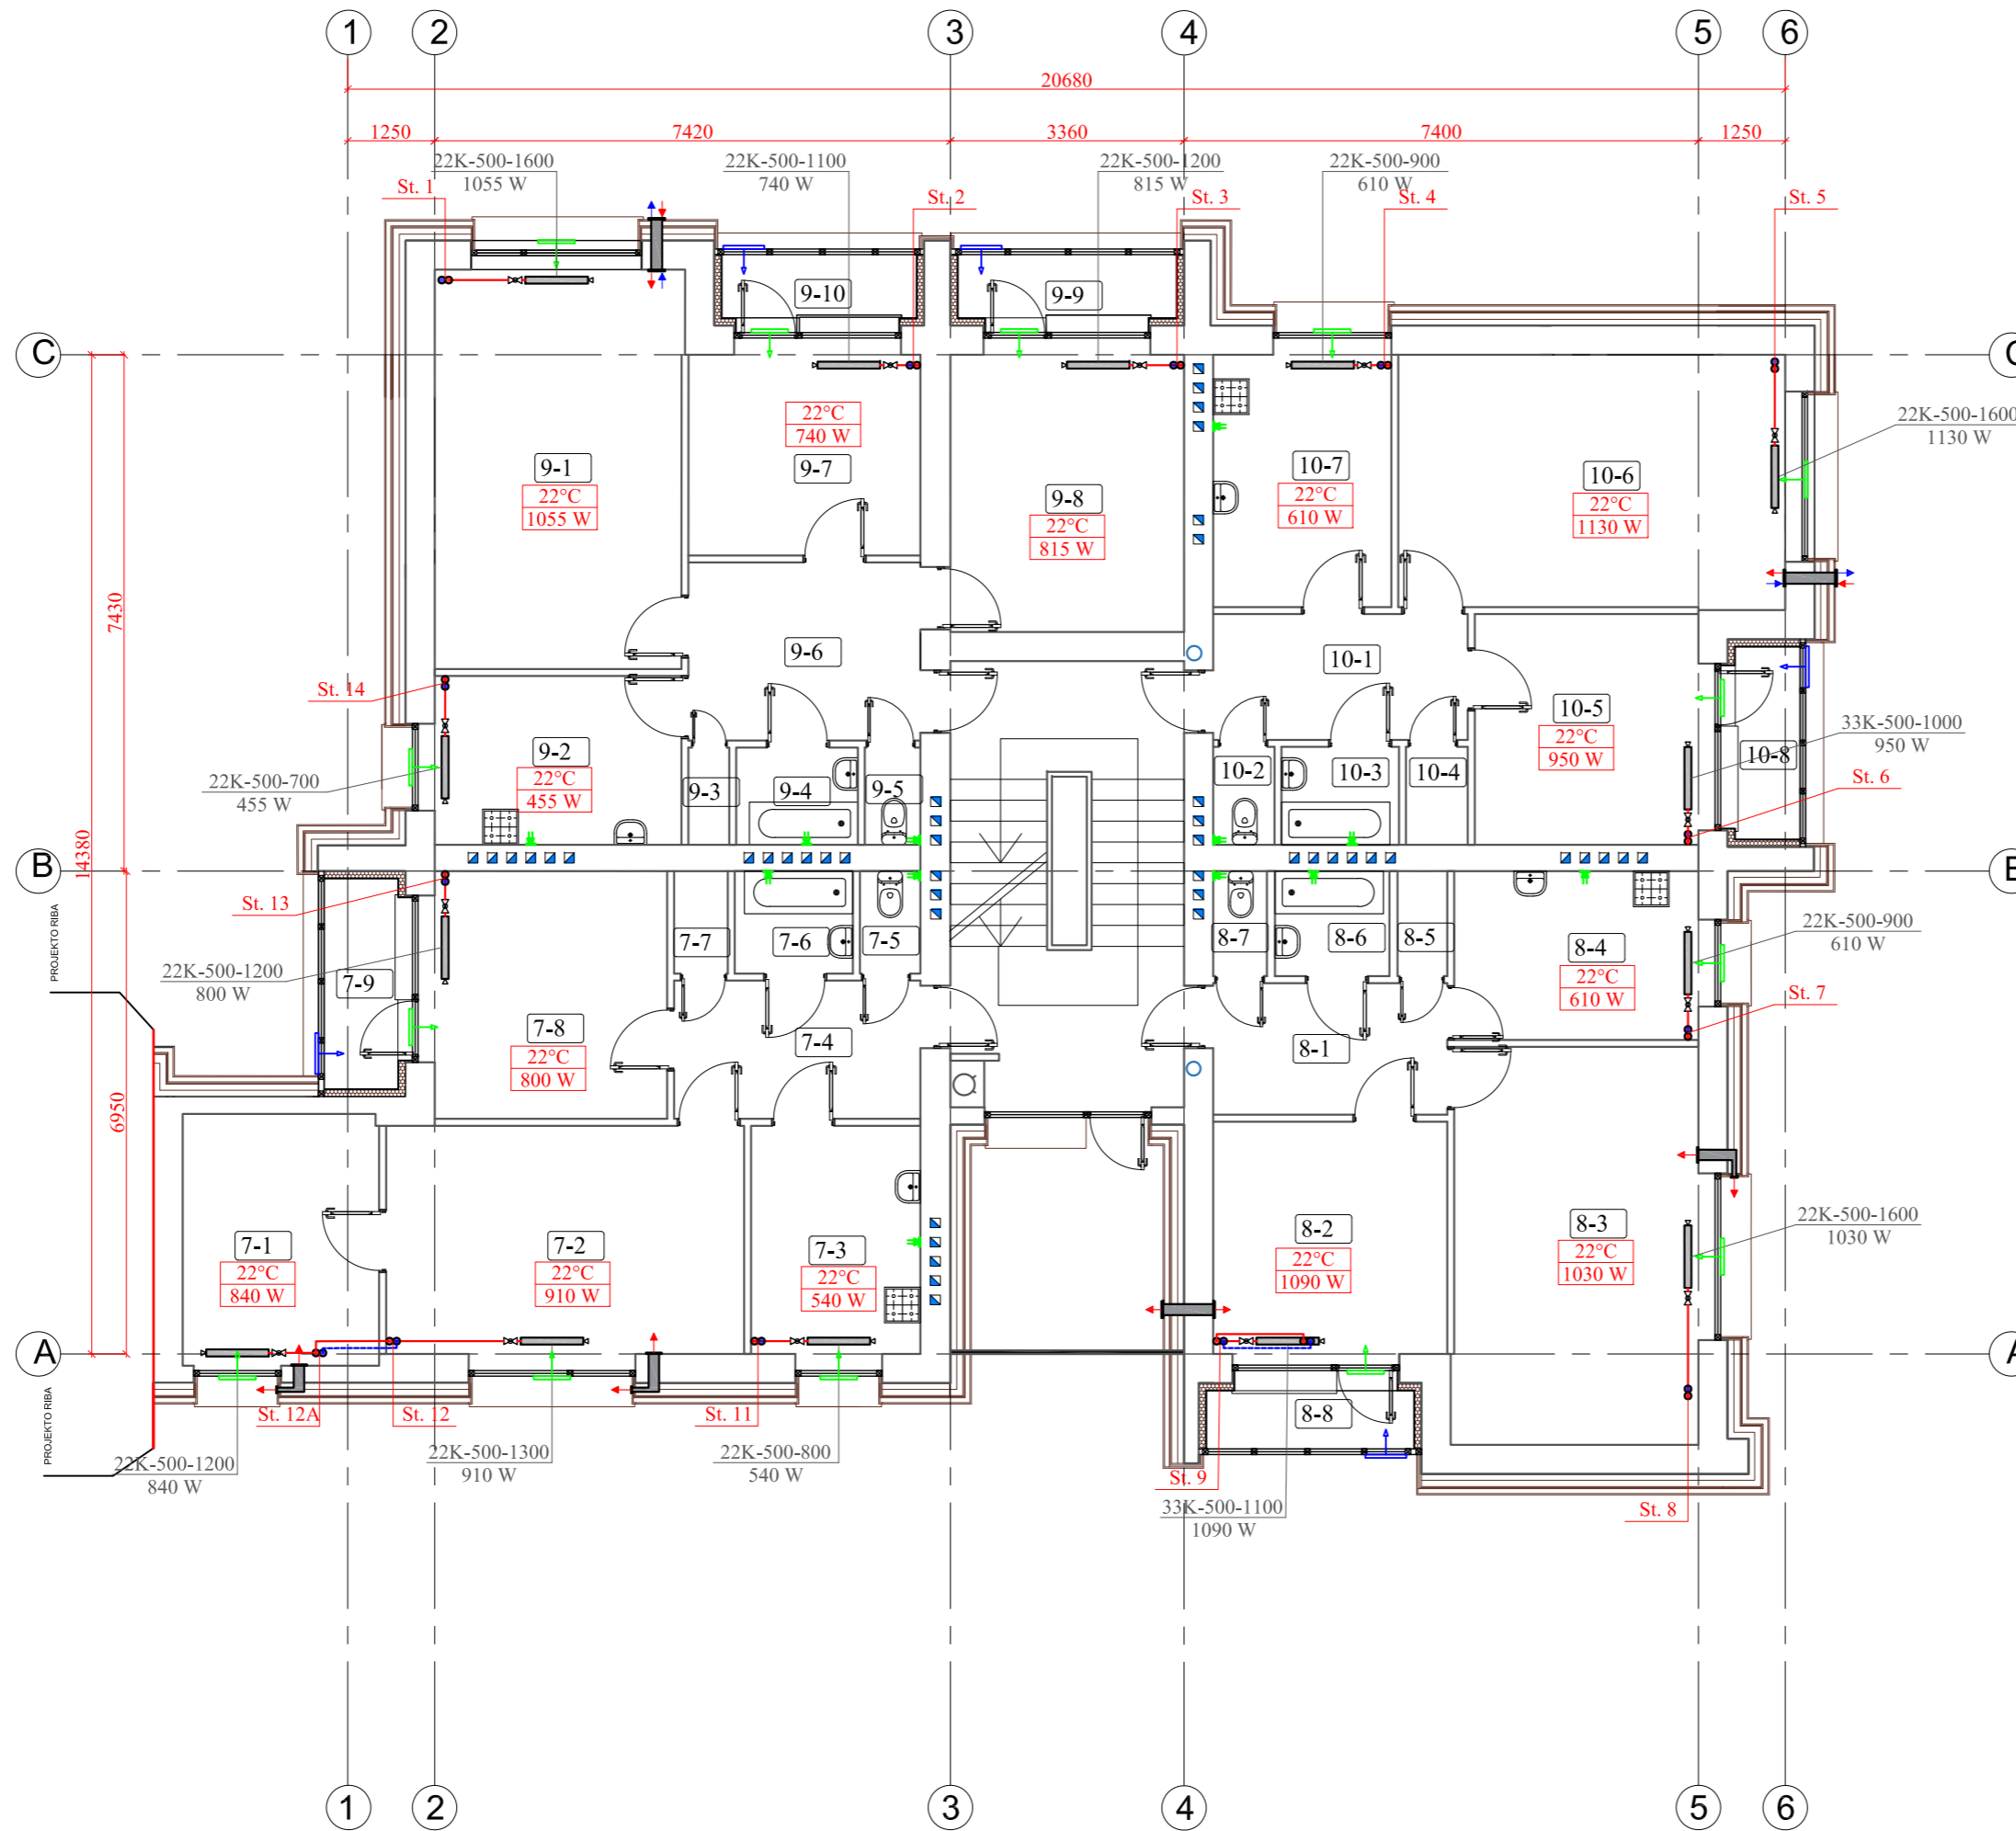 1 2 3 4 5 6
20680
1250 7420 3360 7400 1250
22K-500-1600
1055 W
22K-500-1100
740 W
22K-500-1200
815 W
22K-500-900
610 W
St. 1
St. 2
St. 3
St. 4
St. 5
9-10
9-9
C
22K-500-1600
1130 W
22°C
740 W
9-7
9-1
22°C
1055 W
9-8
22°C
815 W
10-7
22°C
610 W
10-6
22°C
1130 W
7430
14380
6950
9-6
10-1
St. 14
10-5
22°C
950 W
33K-500-1000
950 W
10-8
St. 6
9-2
22°C
455 W
22K-500-700
455 W
9-3
9-4
9-5
10-2
10-3
10-4
B
PROJEKTO RIBA
St. 13
22K-500-1200
800 W
7-9
7-7
7-6
7-5
8-7
8-6
8-5
8-4
22°C
610 W
22K-500-900
610 W
St. 7
7-8
22°C
800 W
7-4
8-1
7-1
22°C
840 W
7-2
22°C
910 W
7-3
22°C
540 W
8-2
22°C
1090 W
8-3
22°C
1030 W
22K-500-1600
1030 W
A
A
PROJEKTO RIBA
St. 12A
St. 12
St. 11
8-8
22K-500-1200
840 W
22K-500-1300
910 W
22K-500-800
540 W
St. 9
33K-500-1100
1090 W
St. 8
1 2 3 4 5 6